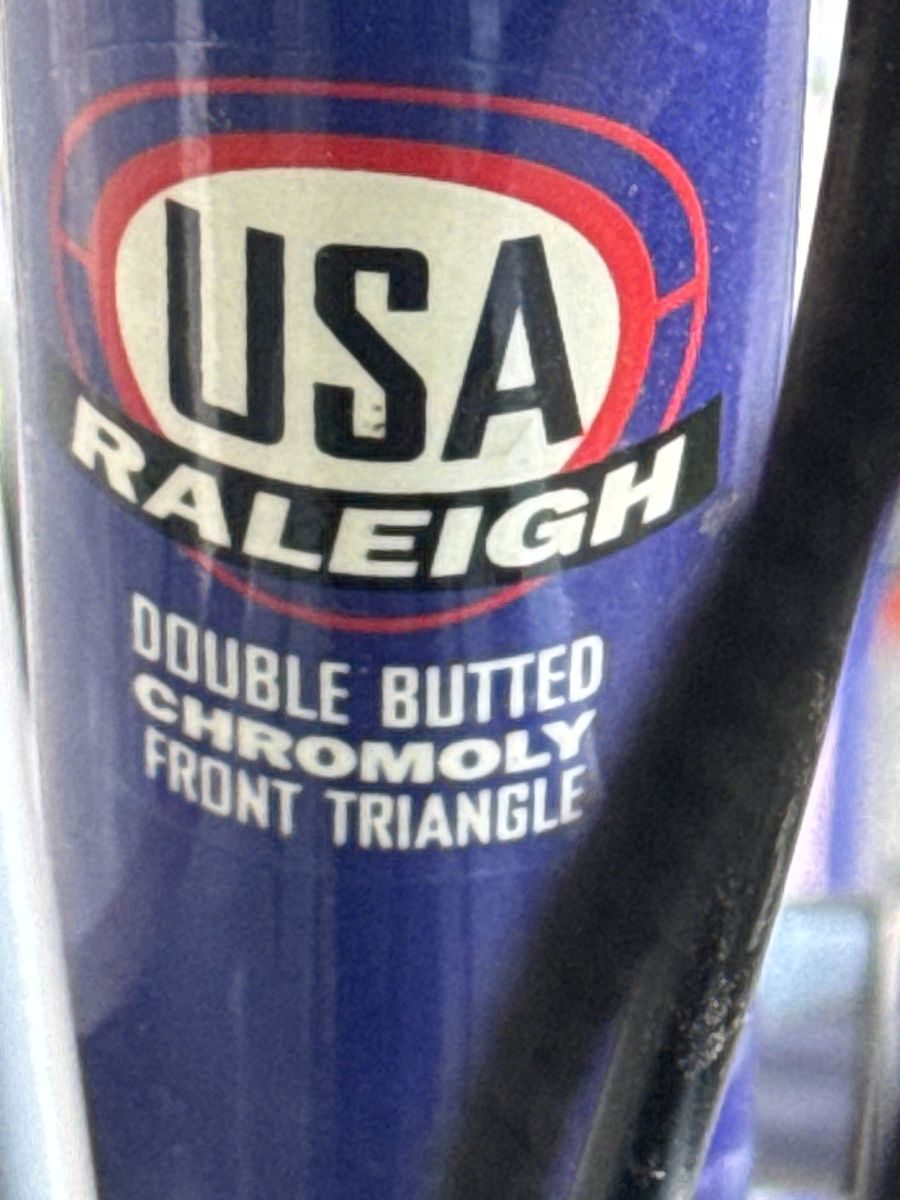 USA
RALEIGH
DOUBLE BUTTED
CHROMOLY
FRONT TRIANGLE